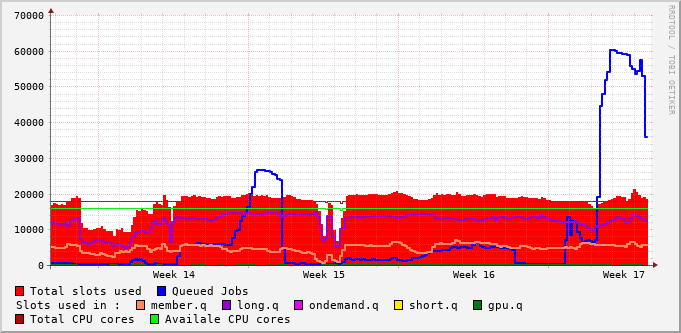 70000
60000
50000
40000
30000
20000
10000
0
Week 14 Week 15 Week 16 Week 17
Total slots used Queued Jobs
Slots used in : member.q long.q ondemand.q short.q gpu.q
Total CPU cores Availale CPU cores
RRDTOOL / TOBI OETIKER